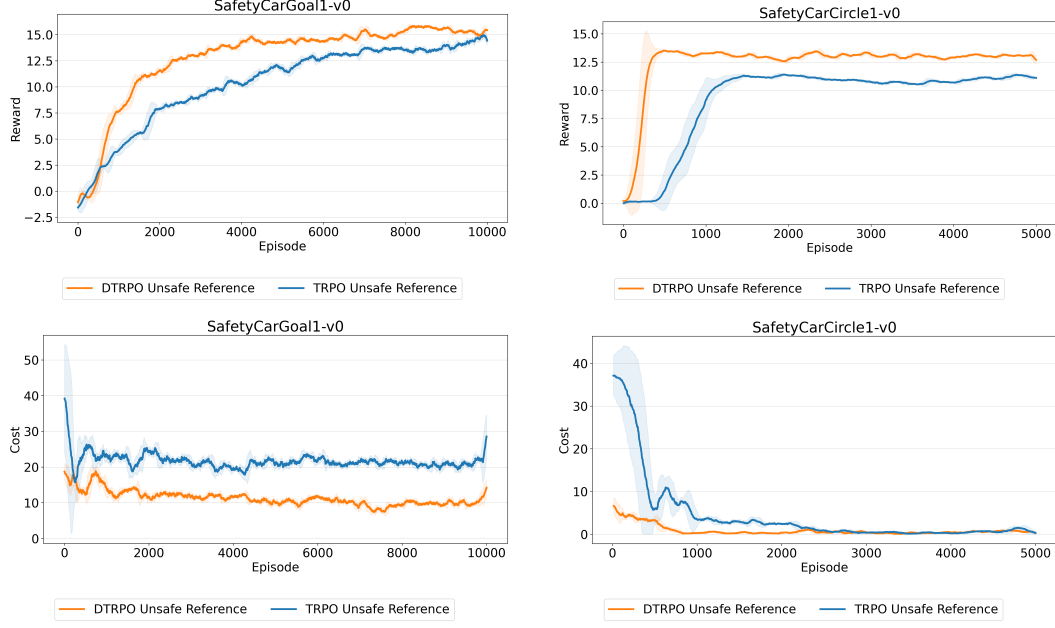 SafetyCarGoal1-v0
15.0
12.5
10.0
7.5
5.0
2.5
0.0
−2.5
Reward
0 2000 4000 6000 8000 10000
Episode
DTRPO Unsafe Reference TRPO Unsafe Reference
SafetyCarCircle1-v0
15.0
12.5
10.0
7.5
5.0
2.5
0.0
Reward
0 1000 2000 3000 4000 5000
Episode
DTRPO Unsafe Reference TRPO Unsafe Reference
SafetyCarGoal1-v0
50
40
30
20
10
0
Cost
0 2000 4000 6000 8000 10000
Episode
DTRPO Unsafe Reference TRPO Unsafe Reference
SafetyCarCircle1-v0
40
30
20
10
0
Cost
0 1000 2000 3000 4000 5000
Episode
DTRPO Unsafe Reference TRPO Unsafe Reference